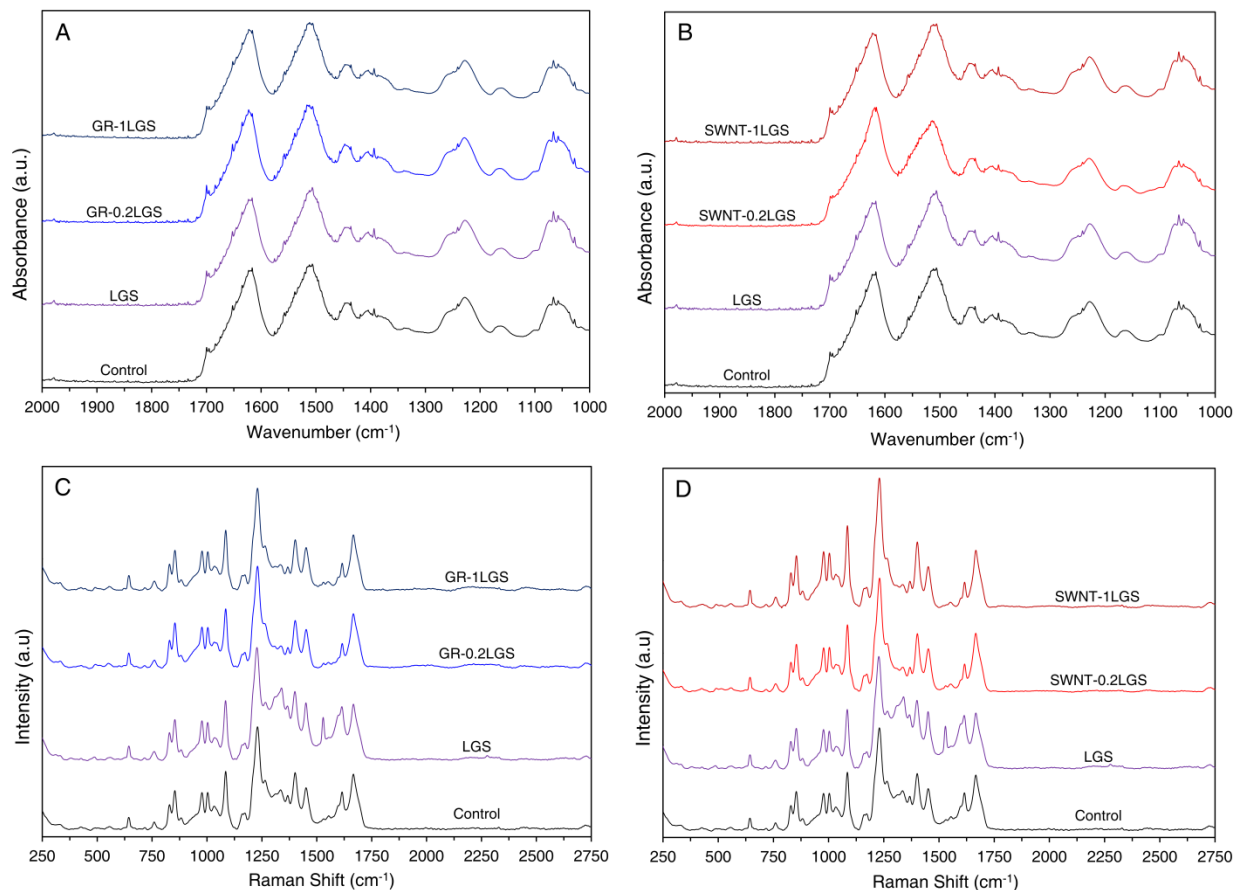 A
GR-1LGS
GR-0.2LGS
LGS
Control
Absorbance (a.u.)
2000 1900 1800 1700 1600 1500 1400 1300 1200 1100 1000
Wavenumber (cm⁻¹)
B
SWNT-1LGS
SWNT-0.2LGS
LGS
Control
Absorbance (a.u.)
2000 1900 1800 1700 1600 1500 1400 1300 1200 1100 1000
Wavenumber (cm⁻¹)
C
GR-1LGS
GR-0.2LGS
LGS
Control
Intensity (a.u)
250 500 750 1000 1250 1500 1750 2000 2250 2500 2750
Raman Shift (cm⁻¹)
D
SWNT-1LGS
SWNT-0.2LGS
LGS
Control
Intensity (a.u)
250 500 750 1000 1250 1500 1750 2000 2250 2500 2750
Raman Shift (cm⁻¹)